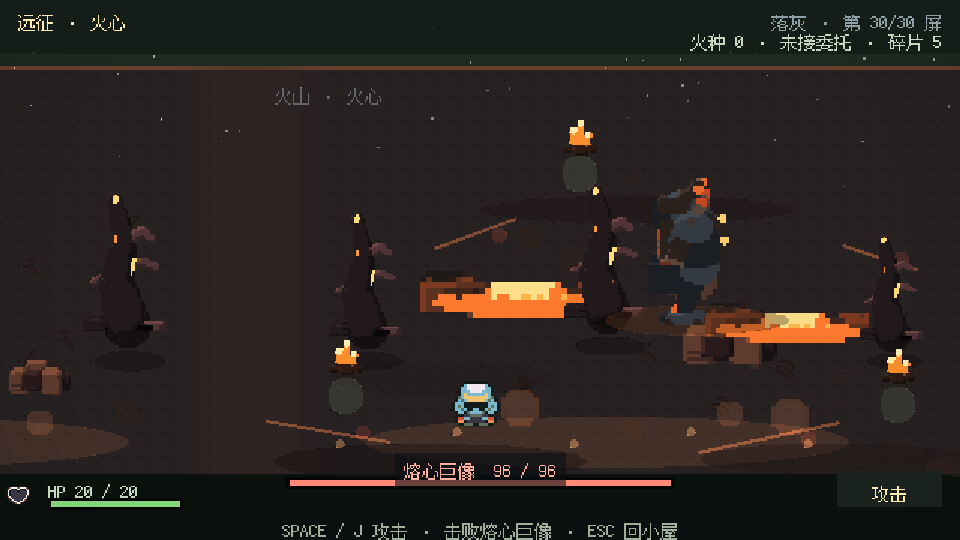 远征 · 火心
落灰 · 第 30/30 屏
火种 0 · 未接委托 · 碎片 5
火山 · 火心
熔心巨像 96 / 96
HP 20 / 20
攻击
SPACE / J 攻击 · 击败熔心巨像 · ESC 回小屋